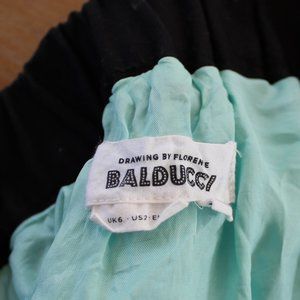 DRAWING BY FLORENE
BALDUCCI
UK6 · US2 · E